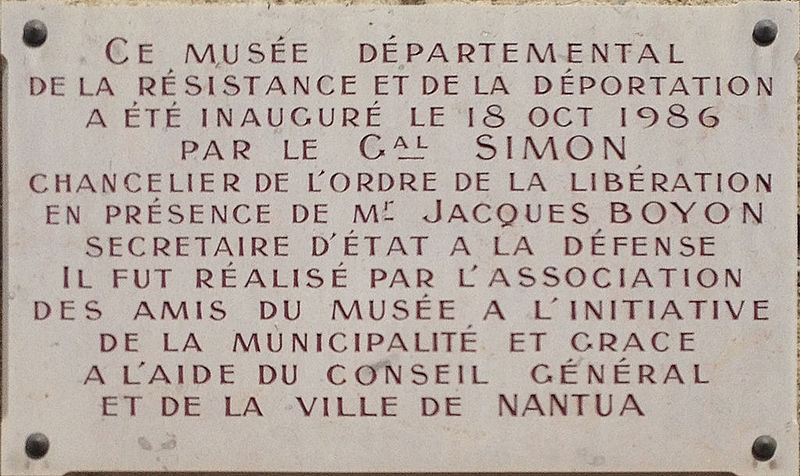 CE MUSÉE DÉPARTEMENTAL
DE LA RÉSISTANCE ET DE LA DÉPORTATION
A ÉTÉ INAUGURÉ LE 18 OCT 1986
PAR LE GAL SIMON
CHANCELIER DE L'ORDRE DE LA LIBÉRATION
EN PRÉSENCE DE Mr JACQUES BOYON
SECRETAIRE D'ÉTAT A LA DÉFENSE
IL FUT RÉALISÉ PAR L'ASSOCIATION
DES AMIS DU MUSÉE A L'INITIATIVE
DE LA MUNICIPALITÉ ET GRACE
A L'AIDE DU CONSEIL GÉNÉRAL
ET DE LA VILLE DE NANTUA